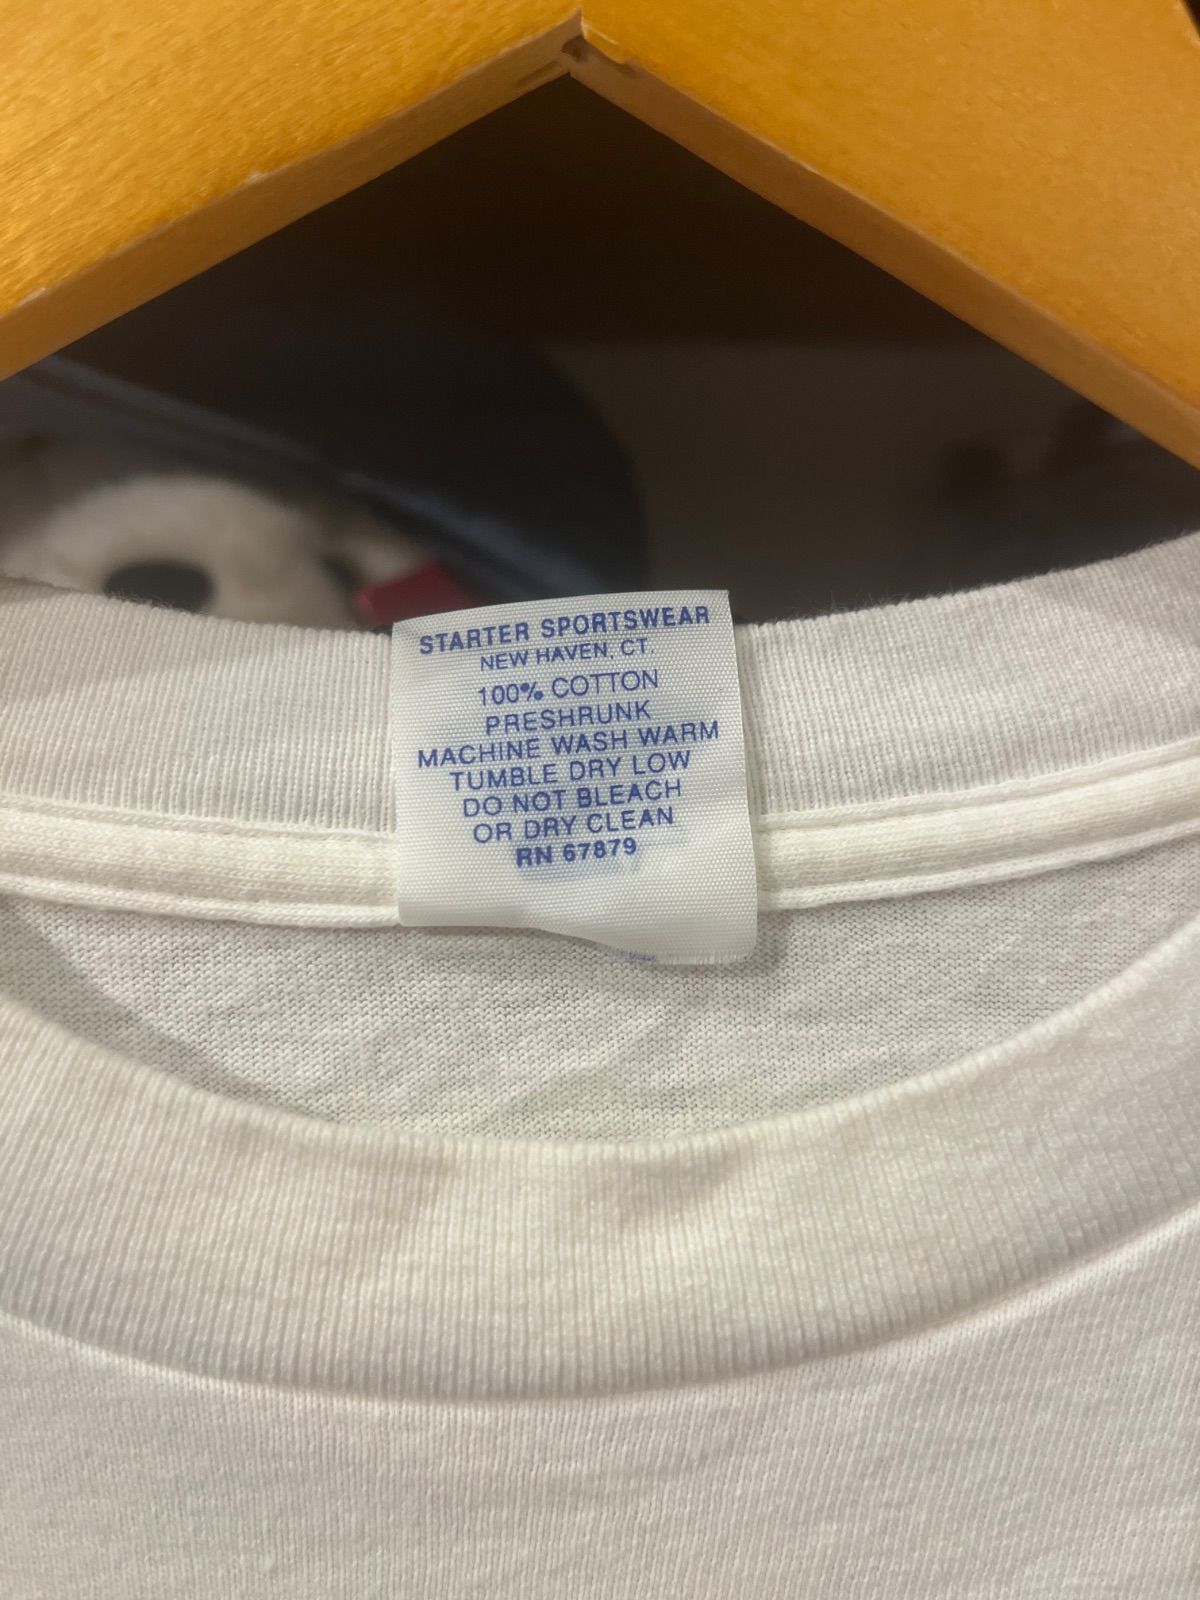 STARTER SPORTSWEAR
NEW HAVEN, CT.
100% COTTON
PRESHRUNK
MACHINE WASH WARM
TUMBLE DRY LOW
DO NOT BLEACH
OR DRY CLEAN
RN 67879